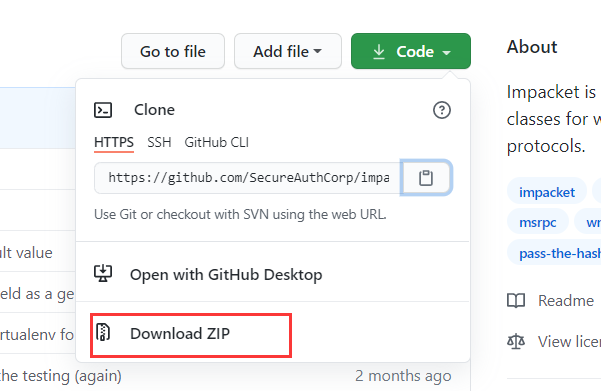 Go to file
Add file
Code
Clone
HTTPS SSH GitHub CLI
https://github.com/SecureAuthCorp/impa
Use Git or checkout with SVN using the web URL.
Open with GitHub Desktop
Download ZIP
ult value
eld as a ge
rtualenv fo
the testing (again)
2 months ago
About
Impacket is
classes for w
protocols.
impacket
msrpc wr
pass-the-hash
Readme
View licen